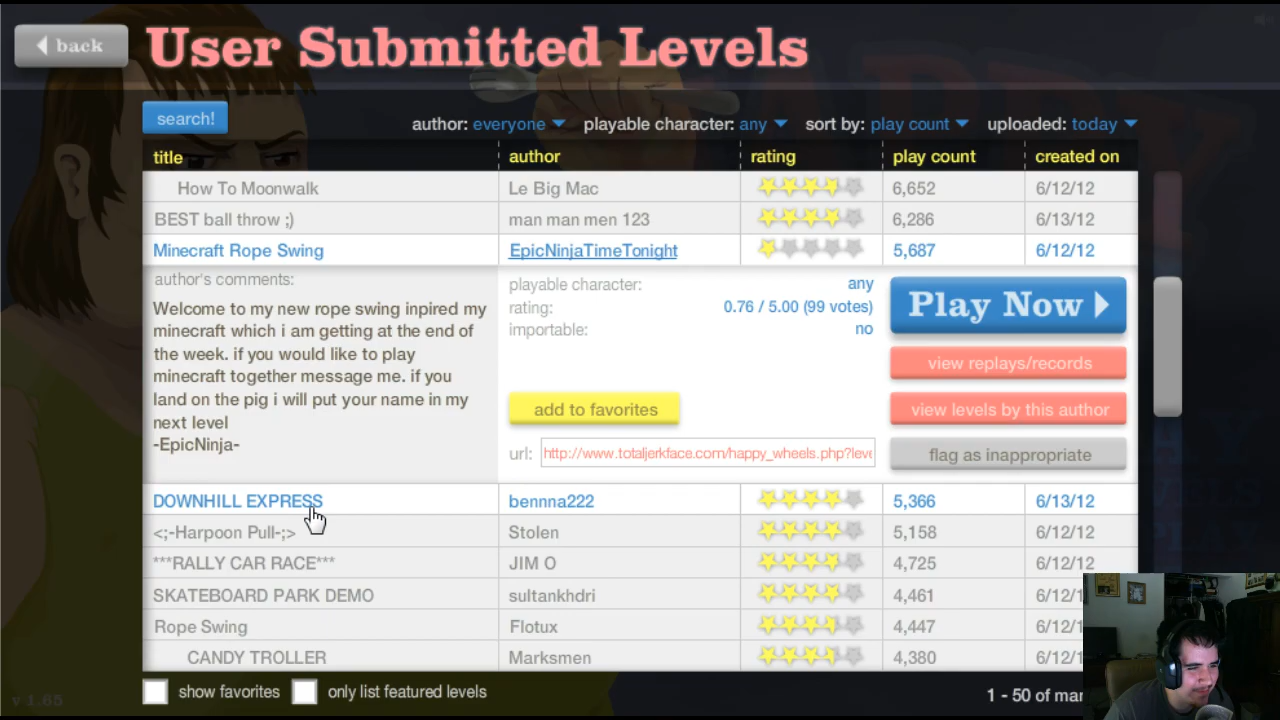 back
User Submitted Levels
search!
author: everyone playable character: any sort by: play count uploaded: today
title author rating play count created on
How To Moonwalk Le Big Mac 6,652 6/12/12
BEST ball throw ;) man man men 123 6,286 6/13/12
Minecraft Rope Swing EpicNinjaTimeTonight 5,687 6/12/12
author's comments:
Welcome to my new rope swing inpired my
minecraft which i am getting at the end of
the week. if you would like to play
minecraft together message me. if you
land on the pig i will put your name in my
next level
-EpicNinja-
playable character: any
rating: 0.76 / 5.00 (99 votes)
importable: no
add to favorites
url: http://www.totaljerkface.com/happy_wheels.php?leve
Play Now
view replays/records
view levels by this author
flag as inappropriate
DOWNHILL EXPRESS bennna222 5,366 6/13/12
<;-Harpoon Pull-;> Stolen 5,158 6/12/12
***RALLY CAR RACE*** JIM O 4,725 6/12/12
SKATEBOARD PARK DEMO sultankhdri 4,461 6/12/
Rope Swing Flotux 4,447 6/12/
CANDY TROLLER Marksmen 4,380 6/12/
show favorites only list featured levels 1 - 50 of
v 1.65